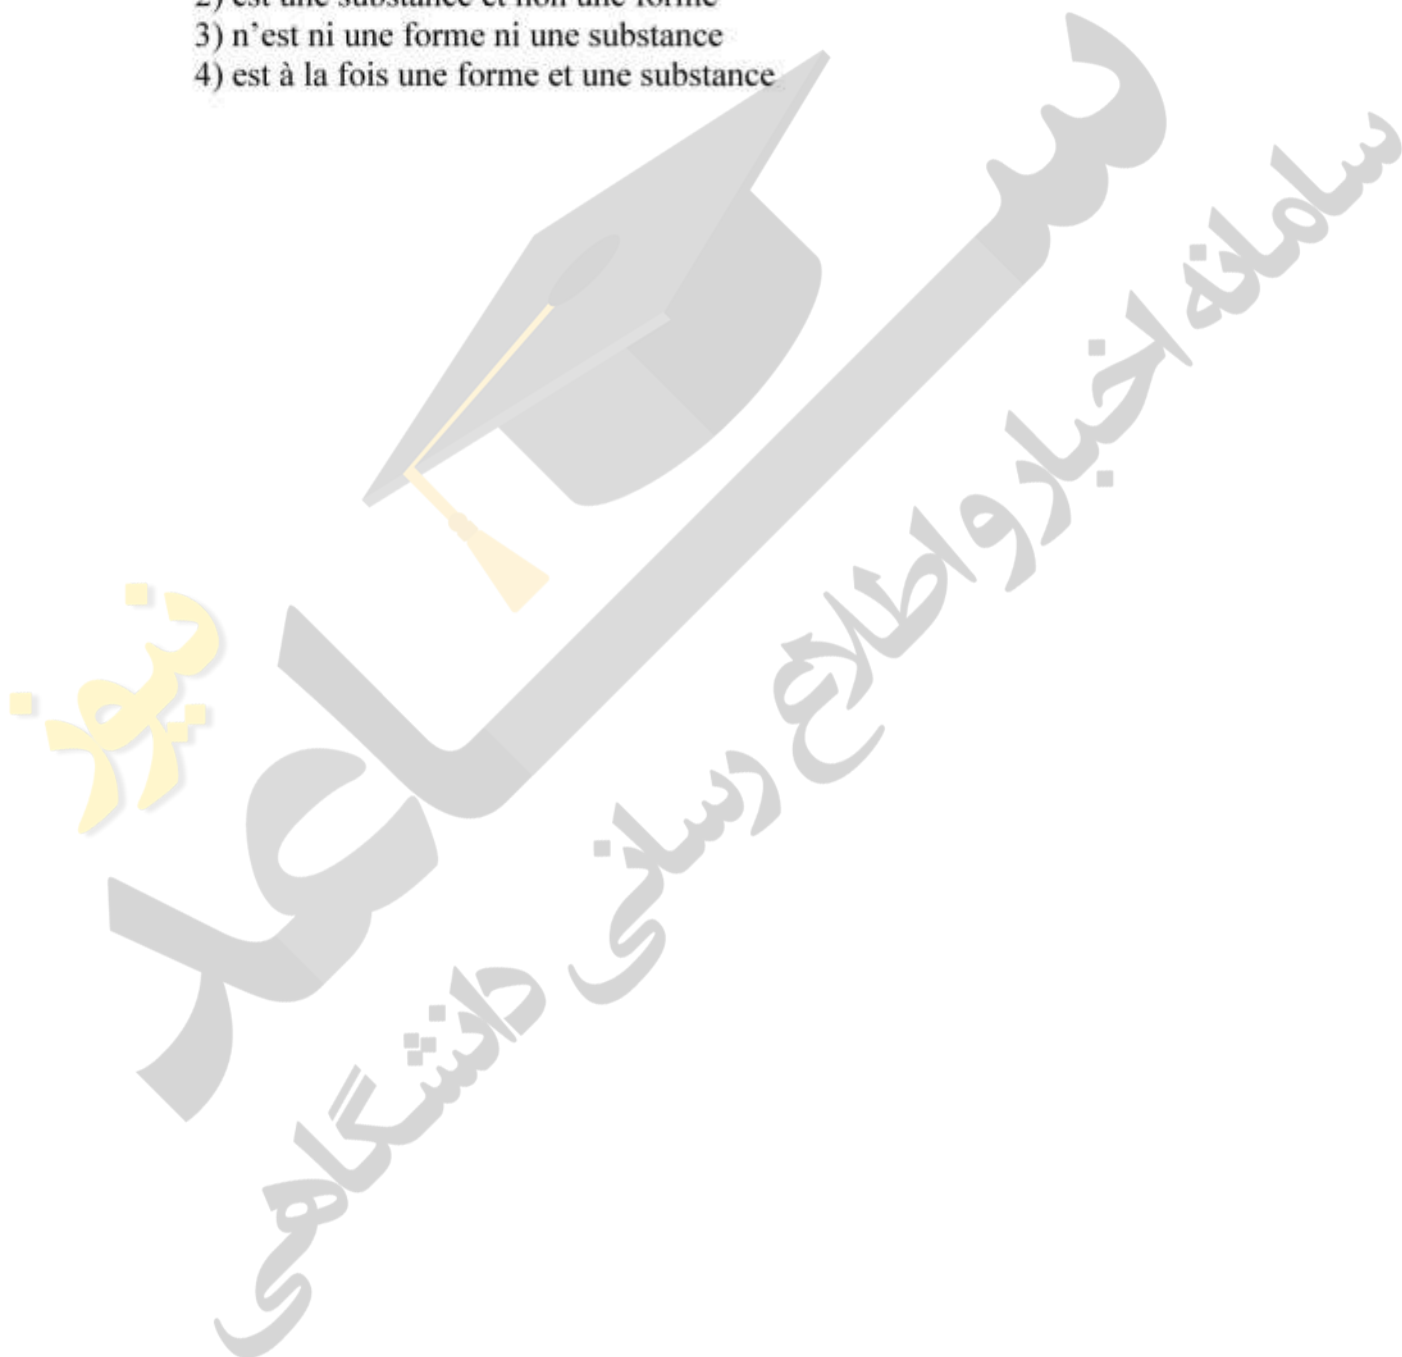 2) est une substance et non une forme
3) n’est ni une forme ni une substance
4) est à la fois une forme et une substance
ساعد
نیوز
سامانه اخبار و اطلاع رسانی دانشگاهی